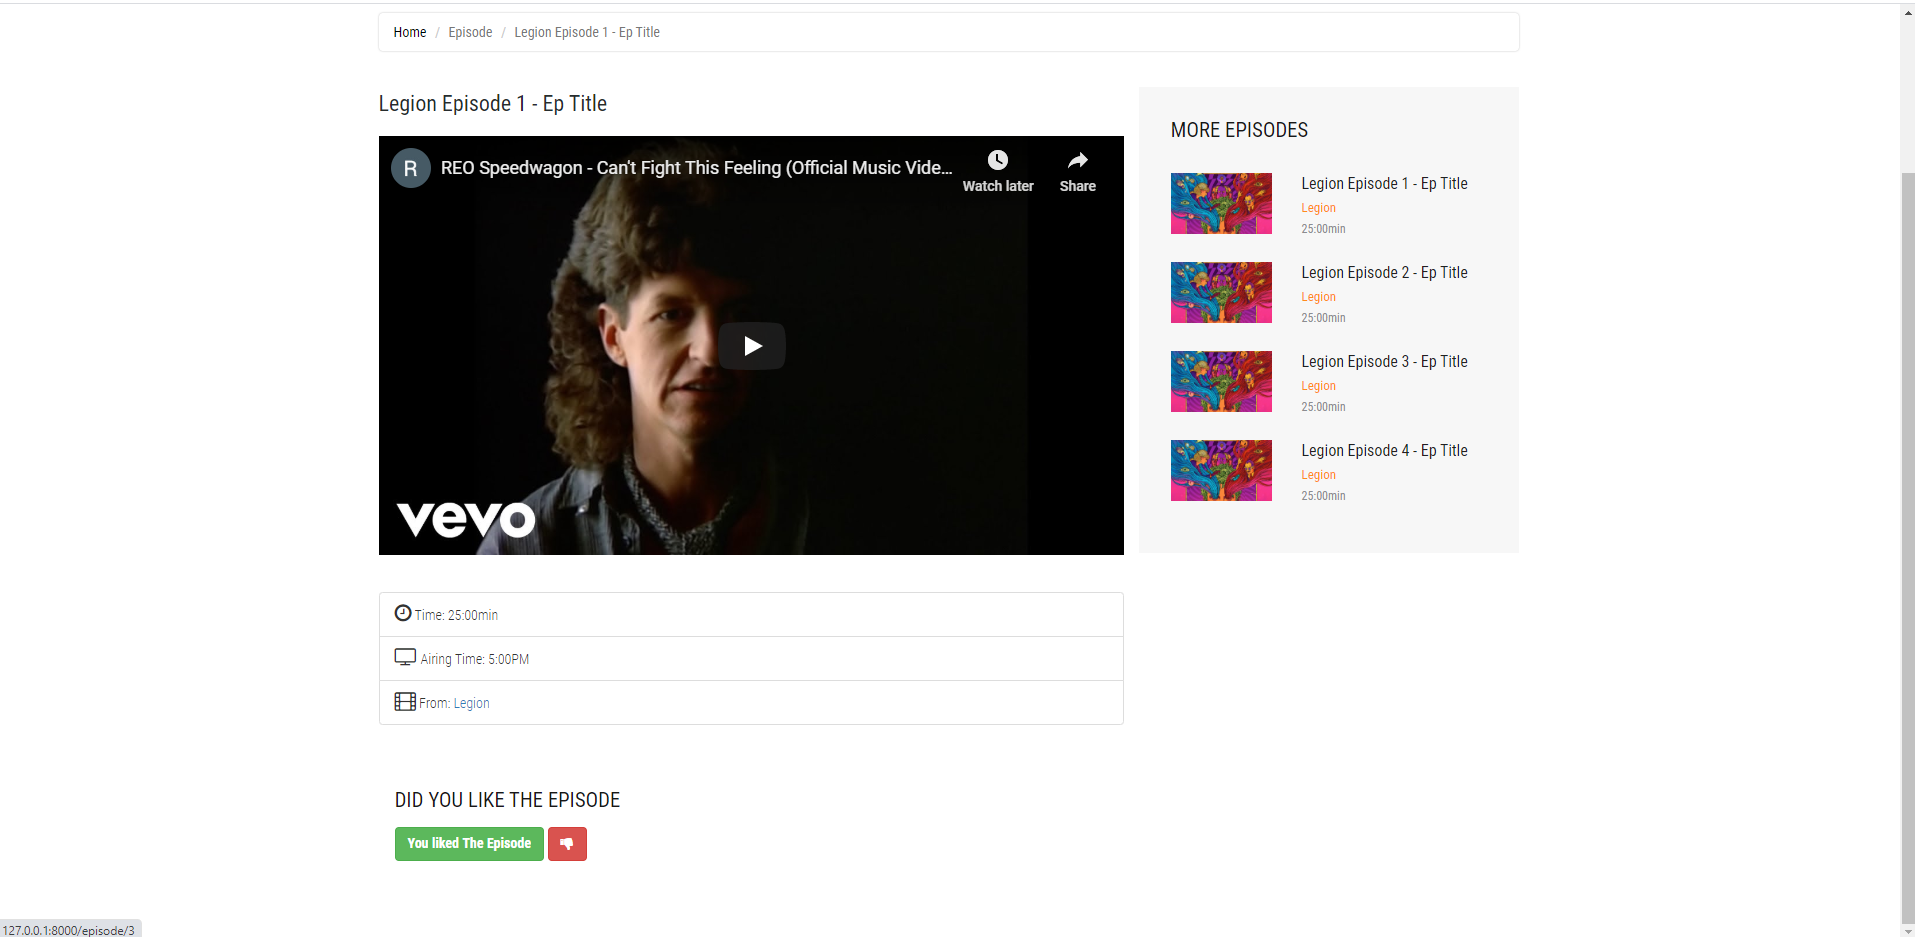 Home / Episode / Legion Episode 1 - Ep Title
Legion Episode 1 - Ep Title
R REO Speedwagon - Can't Fight This Feeling (Official Music Vide...
Watch later
Share
vevo
Time: 25:00min
Airing Time: 5:00PM
From: Legion
DID YOU LIKE THE EPISODE
You liked The Episode
MORE EPISODES
Legion Episode 1 - Ep Title
Legion
25:00min
Legion Episode 2 - Ep Title
Legion
25:00min
Legion Episode 3 - Ep Title
Legion
25:00min
Legion Episode 4 - Ep Title
Legion
25:00min
127.0.0.1:8000/episode/3